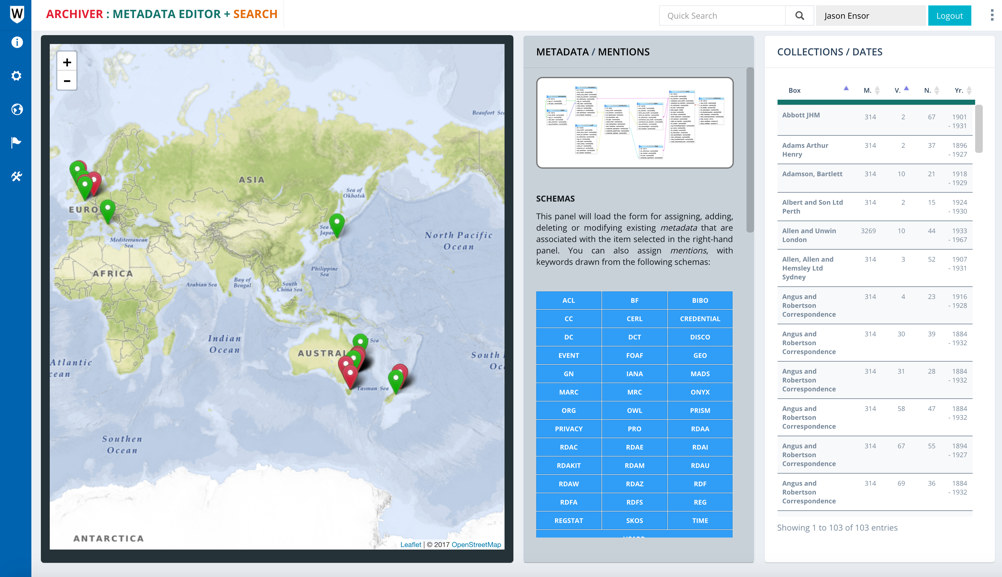 W
ARCHIVER : METADATA EDITOR + SEARCH
Quick Search
Jason Ensor
Logout
+
−
Beaufort Sea
ASIA
EURO
Sea of
Okhotsk
Sea of
Japan
Mediterranean
Sea
North Pacific
Ocean
AFRICA
Arabian Sea
Bay of
Bengal
Philippine
Sea
South
China Sea
Indian
Ocean
AUSTRAL
Sea
South
Atlantic
Ocean
Tasman Sea
Southern
Ocean
ANTARCTICA
Leaflet | © 2017 OpenStreetMap
METADATA / MENTIONS
SCHEMAS
This panel will load the form for assigning, adding,
deleting or modifying existing metadata that are
associated with the item selected in the right-hand
panel. You can also assign mentions, with
keywords drawn from the following schemas:
ACL BF BIBO
CC CERL CREDENTIAL
DC DCT DISCO
EVENT FOAF GEO
GN IANA MADS
MARC MRC ONYX
ORG OWL PRISM
PRIVACY PRO RDAA
RDAC RDAE RDAI
RDAKIT RDAM RDAU
RDAW RDAZ RDF
RDFA RDFS REG
REGSTAT SKOS TIME
COLLECTIONS / DATES
Box M. V. N. Yr.
Abbott JHM 314 2 67 1901
- 1931
Adams Arthur 314 2 37 1896
Henry - 1927
Adamson, Bartlett 314 10 21 1918
- 1929
Albert and Son Ltd 314 2 15 1924
Perth - 1930
Allen and Unwin 3269 10 44 1933
London - 1967
Allen, Allen and 314 3 52 1907
Hemsley Ltd - 1931
Sydney
Angus and 314 4 23 1916
Robertson - 1928
Correspondence
Angus and 314 30 39 1884
Robertson - 1932
Correspondence
Angus and 314 31 28 1884
Robertson - 1932
Correspondence
Angus and 314 58 47 1884
Robertson - 1932
Correspondence
Angus and 314 67 55 1894
Robertson - 1927
Correspondence
Angus and 314 69 36 1884
Robertson - 1932
Correspondence
Showing 1 to 103 of 103 entries